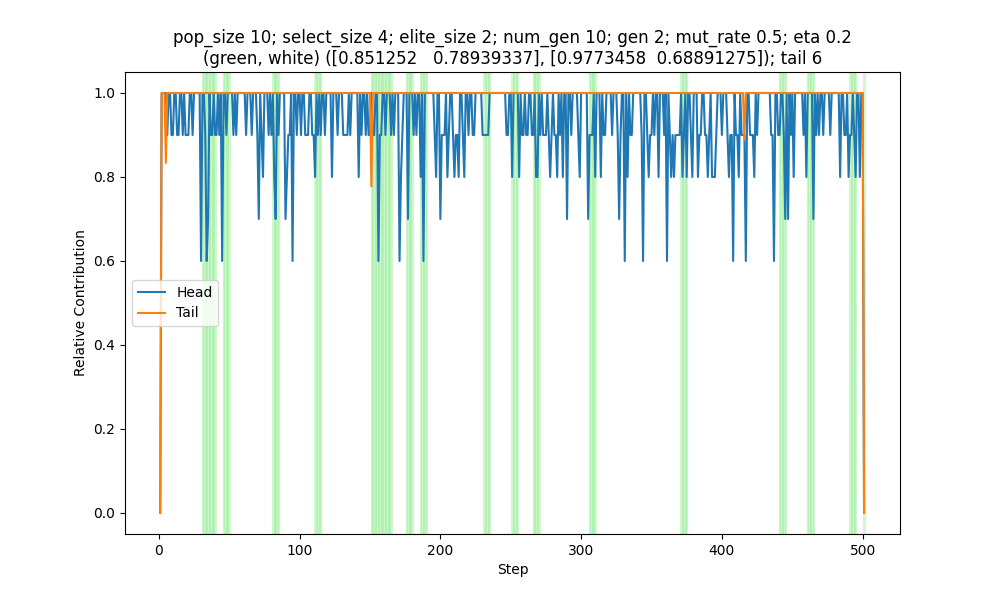 pop_size 10; select_size 4; elite_size 2; num_gen 10; gen 2; mut_rate 0.5; eta 0.2
(green, white) ([0.851252   0.78939337], [0.9773458  0.68891275]); tail 6
1.0
0.8
0.6
0.4
0.2
0.0
Relative Contribution
Head
Tail
0
100
200
300
400
500
Step